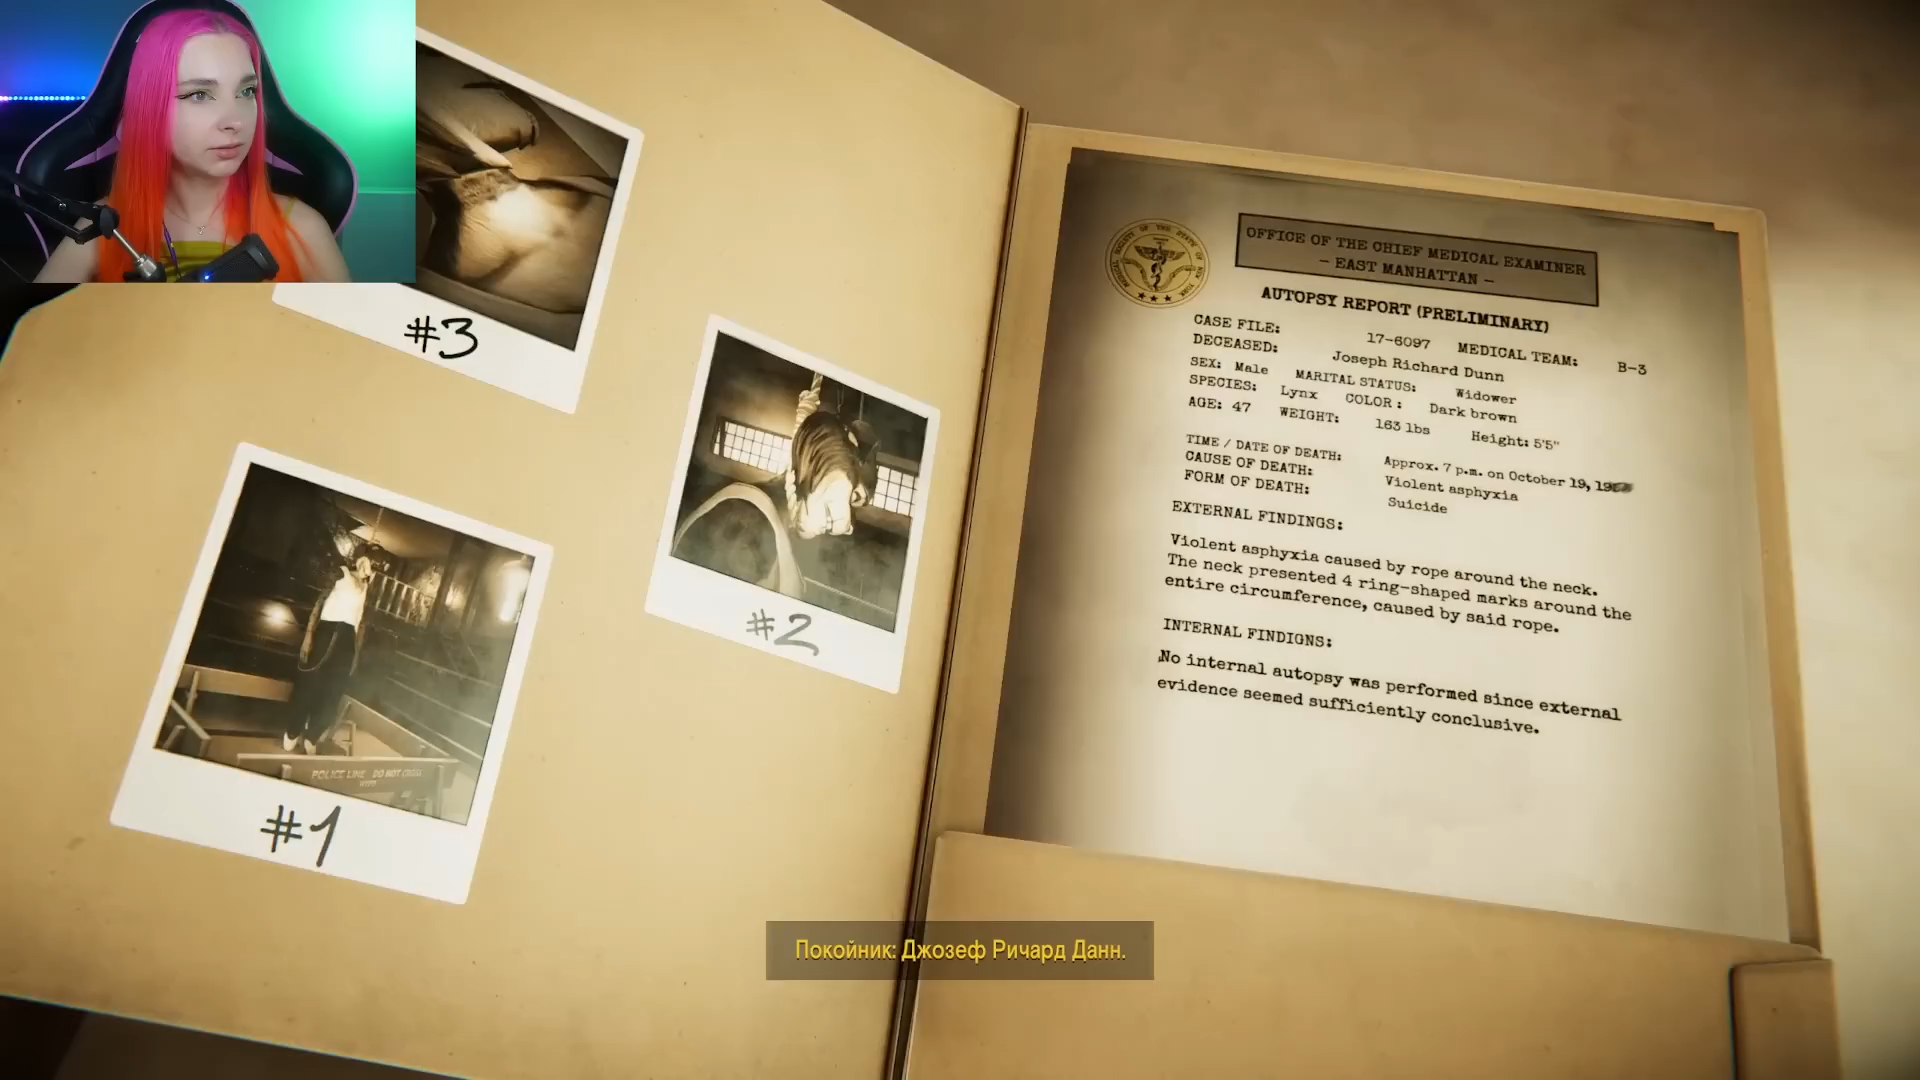 #3
#2
#1
POLICE LINE DO NOT CROSS
OFFICE OF THE CHIEF MEDICAL EXAMINER
- EAST MANHATTAN -
AUTOPSY REPORT (PRELIMINARY)
CASE FILE: 17-6097 MEDICAL TEAM: B-3
DECEASED: Joseph Richard Dunn
SEX: Male MARITAL STATUS: Widower
SPECIES: Lynx COLOR: Dark brown
AGE: 47 WEIGHT: 163 lbs Height: 5'5"
TIME / DATE OF DEATH: Approx. 7 p.m. on October 19, 19
CAUSE OF DEATH: Violent asphyxia
FORM OF DEATH: Suicide
EXTERNAL FINDINGS:
Violent asphyxia caused by rope around the neck.
The neck presented 4 ring-shaped marks around the
entire circumference, caused by said rope.
INTERNAL FINDIGNS:
No internal autopsy was performed since external
evidence seemed sufficiently conclusive.
Покойник: Джозеф Ричард Данн.